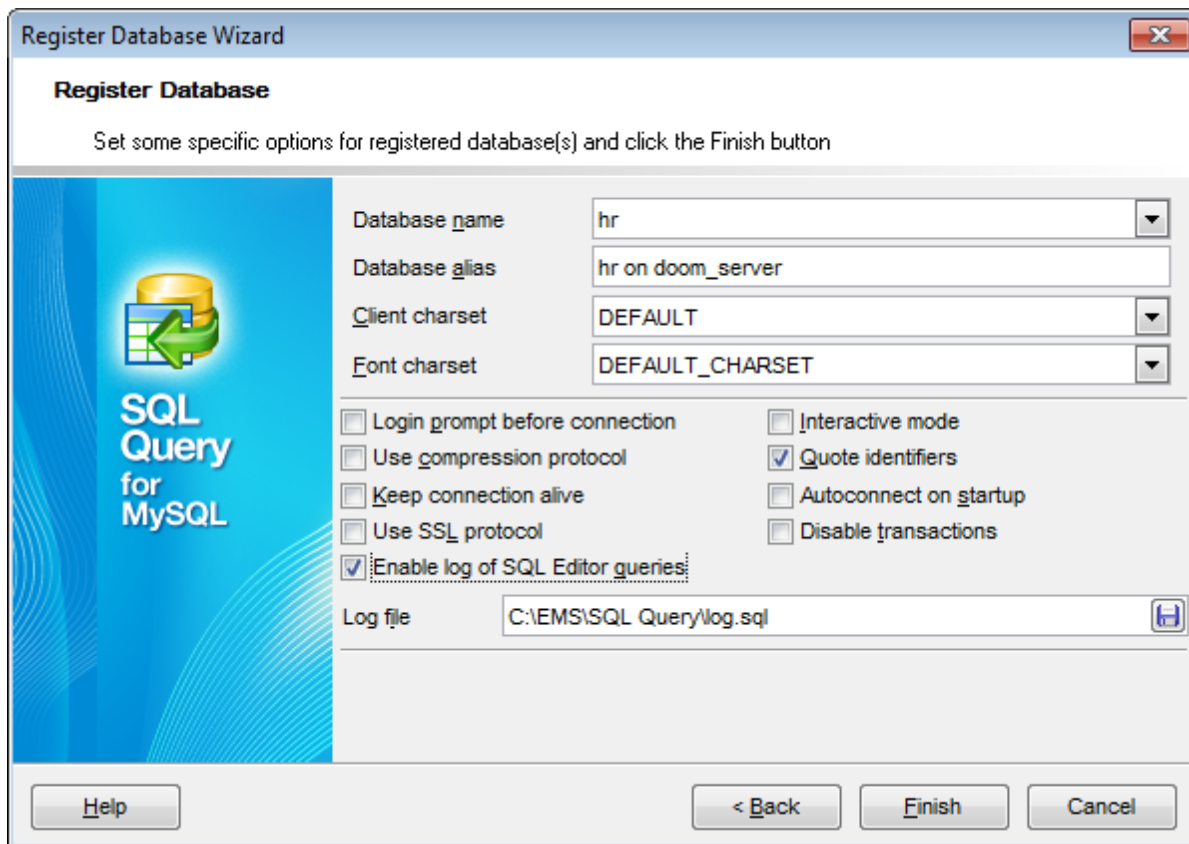 Register Database Wizard
Register Database
Set some specific options for registered database(s) and click the Finish button
SQL
Query
for
MySQL
Database name
hr
Database alias
hr on doom_server
Client charset
DEFAULT
Font charset
DEFAULT_CHARSET
Login prompt before connection
Interactive mode
Use compression protocol
Quote identifiers
Keep connection alive
Autoconnect on startup
Use SSL protocol
Disable transactions
Enable log of SQL Editor queries
Log file
C:\EMS\SQL Query\log.sql
Help
< Back
Finish
Cancel